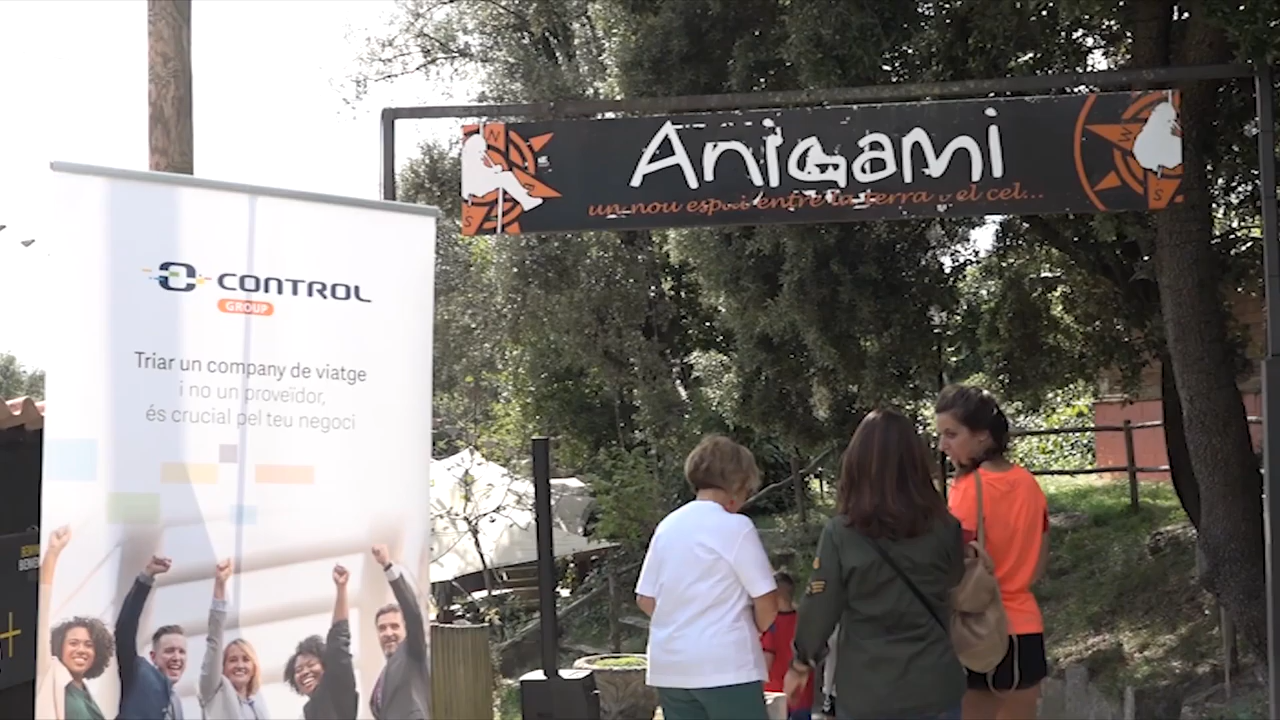 Anigami
un nou espai entre la terra i el cel...
CONTROL
GROUP
Triar un company de viatge
i no un proveïdor,
és crucial pel teu negoci
W
S
W
S